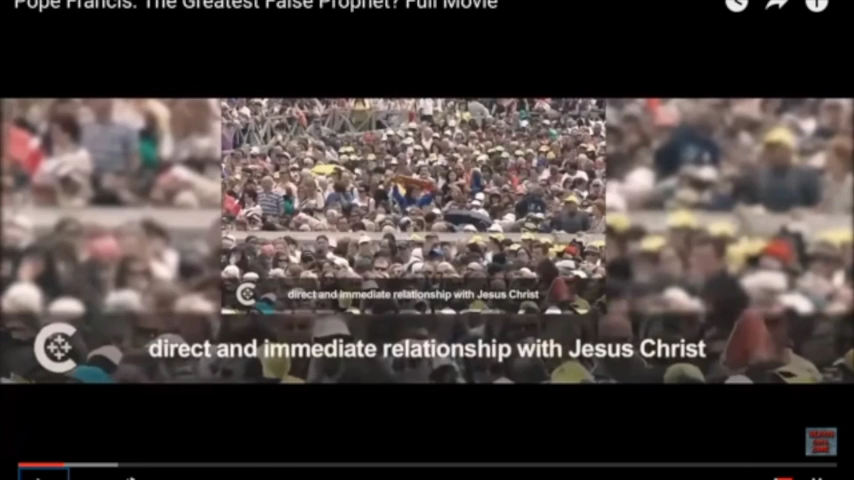 Pope Francis: The Greatest False Prophet? Full Movie
direct and immediate relationship with Jesus Christ
direct and immediate relationship with Jesus Christ